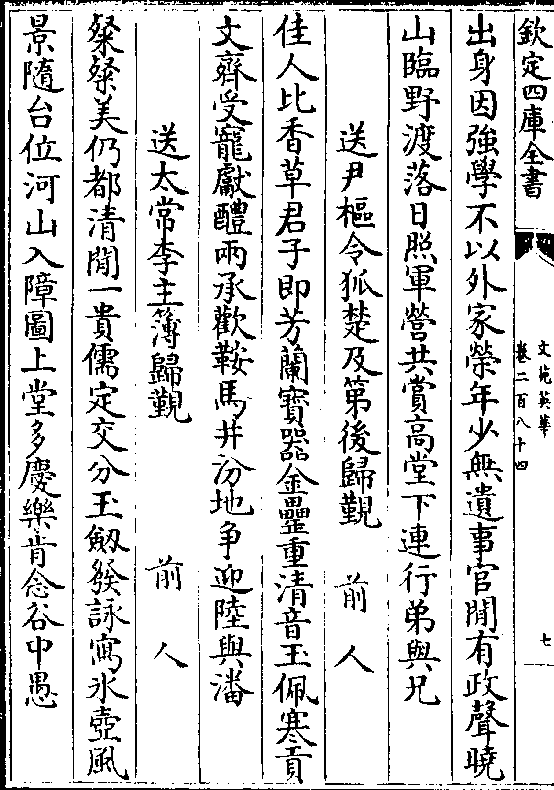 欽定四庫全書
文苑英華
卷二百八十四
七
出身因強學不以外家榮年少無遺事官閒有政聲曉
山臨野渡落日照軍營共賞高堂下連行弟與兄
送尹樞令狐楚及第後歸覲 前人
佳人比香草君子即芳蘭寳器金罍重清音玉佩寒貢
文齊受寵獻醴兩承歡鞍馬并汾地争迎陸與潘
送太常李主簿歸覲 前人
粲粲美仍都清閒一貴儒定交分玉劒發詠寫氷壺風
景隨台位河山入障圖上堂多慶樂肯念谷中愚